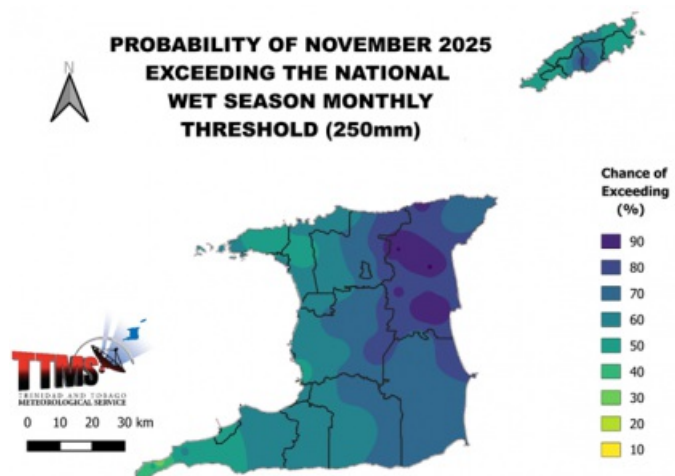 PROBABILITY OF NOVEMBER 2025
EXCEEDING THE NATIONAL
WET SEASON MONTHLY
THRESHOLD (250mm)
N
Chance of
Exceeding
(%)
90
80
70
60
50
40
30
20
10
TTMS
TRINIDAD AND TOBAGO
METEOROLOGICAL SERVICE
0 10 20 30 km